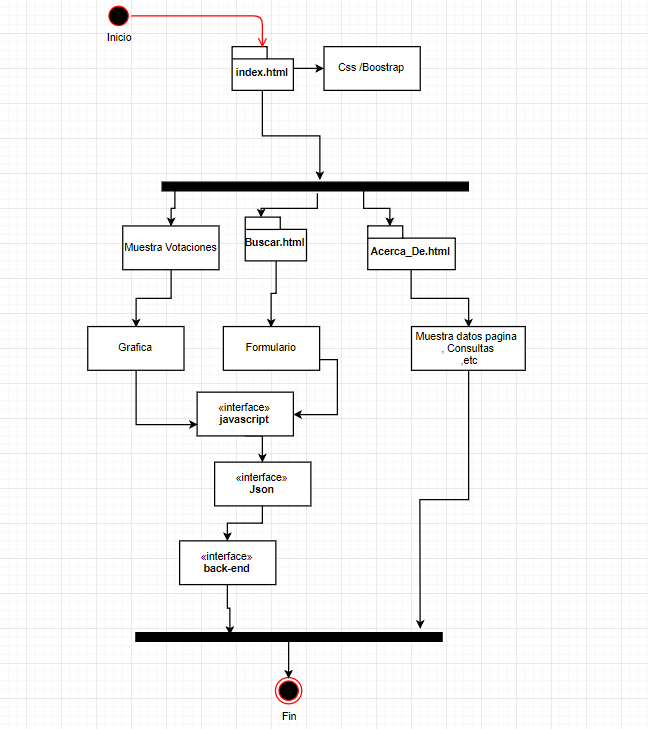 Inicio
index.html
Css /Boostrap
Muestra Votaciones
Buscar.html
Acerca_De.html
Grafica
Formulario
Muestra datos pagina
, Consultas
,etc
«interface»
javascript
«interface»
Json
«interface»
back-end
Fin